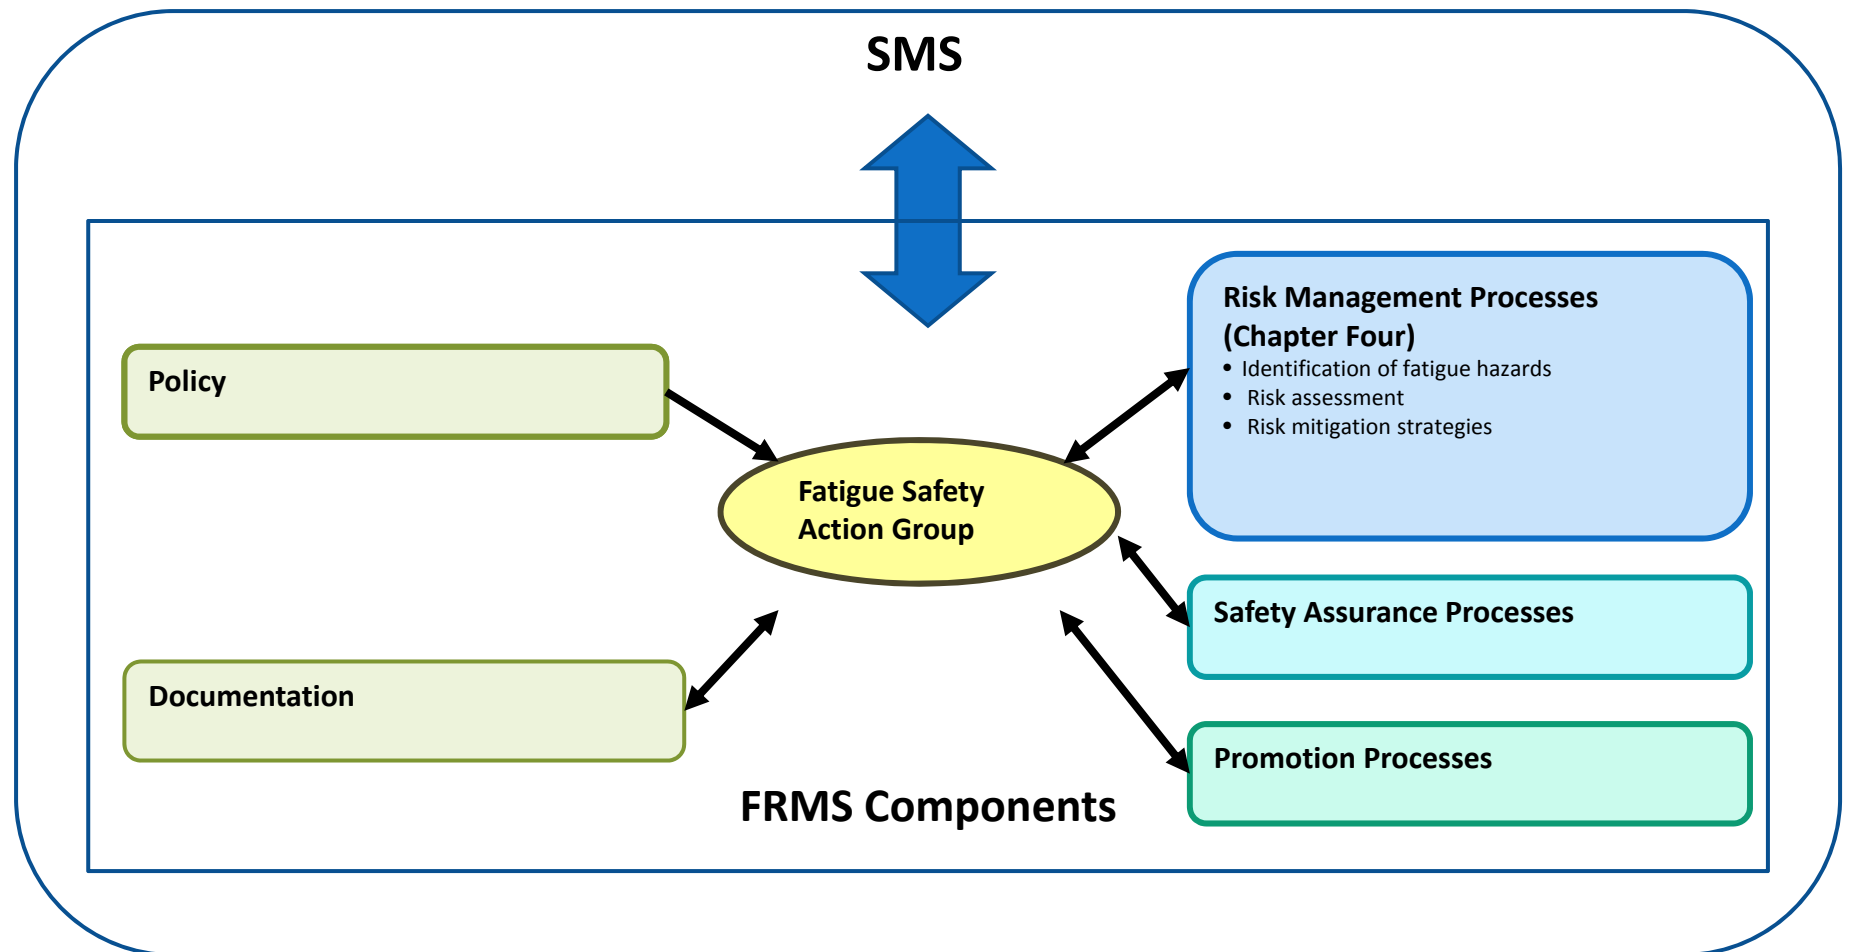 SMS
Policy
Fatigue Safety
Action Group
Documentation
Risk Management Processes
(Chapter Four)
• Identification of fatigue hazards
• Risk assessment
• Risk mitigation strategies
Safety Assurance Processes
Promotion Processes
FRMS Components